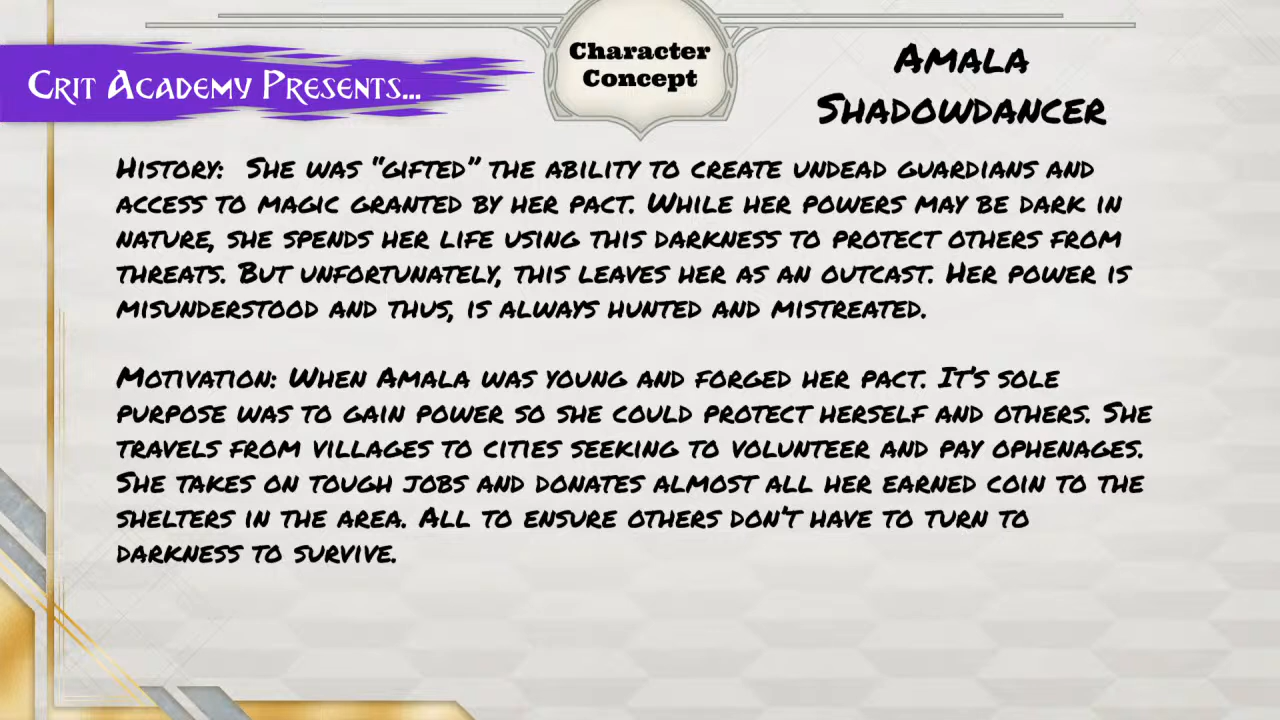 Crit Academy Presents...
Character
Concept
Amala
Shadowdancer
History: She was "gifted" the ability to create undead guardians and
access to magic granted by her pact. While her powers may be dark in
nature, she spends her life using this darkness to protect others from
threats. But unfortunately, this leaves her as an outcast. Her power is
misunderstood and thus, is always hunted and mistreated.
Motivation: When Amala was young and forged her pact. It's sole
purpose was to gain power so she could protect herself and others. She
travels from villages to cities seeking to volunteer and pay ophenages.
She takes on tough jobs and donates almost all her earned coin to the
shelters in the area. All to ensure others don't have to turn to
darkness to survive.